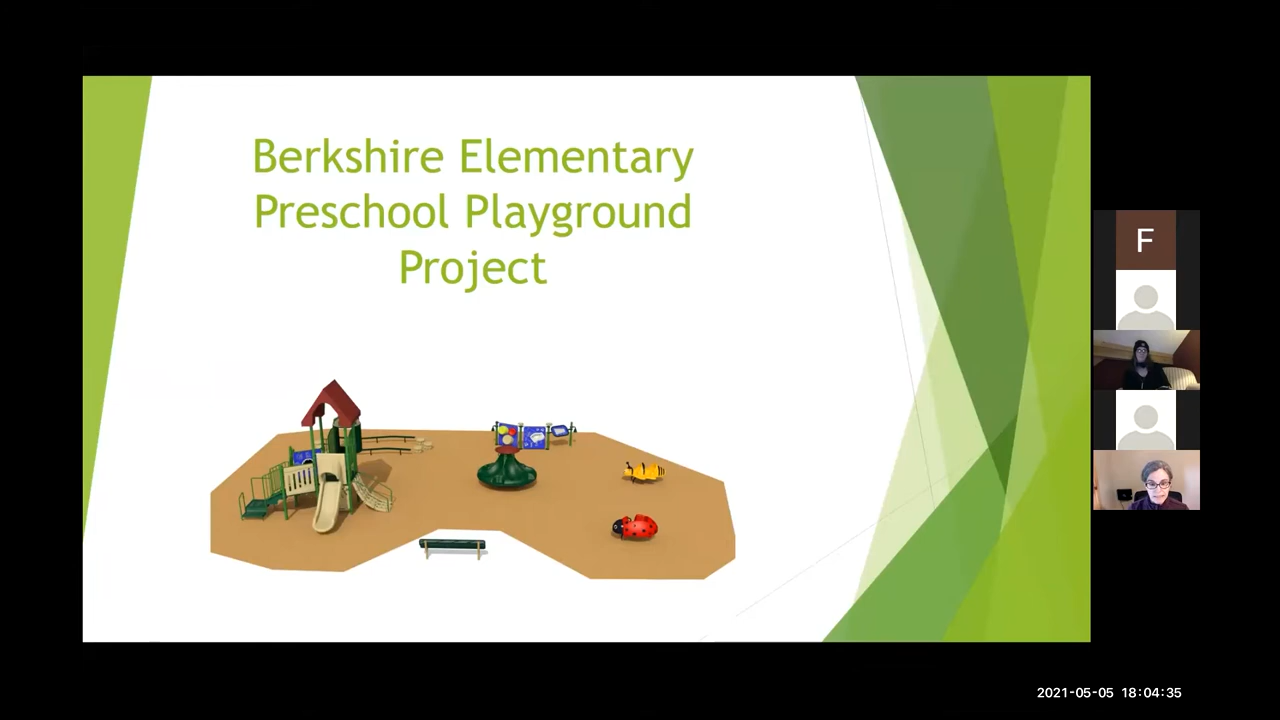 Berkshire Elementary
Preschool Playground
Project
F
2021-05-05 18:04:35